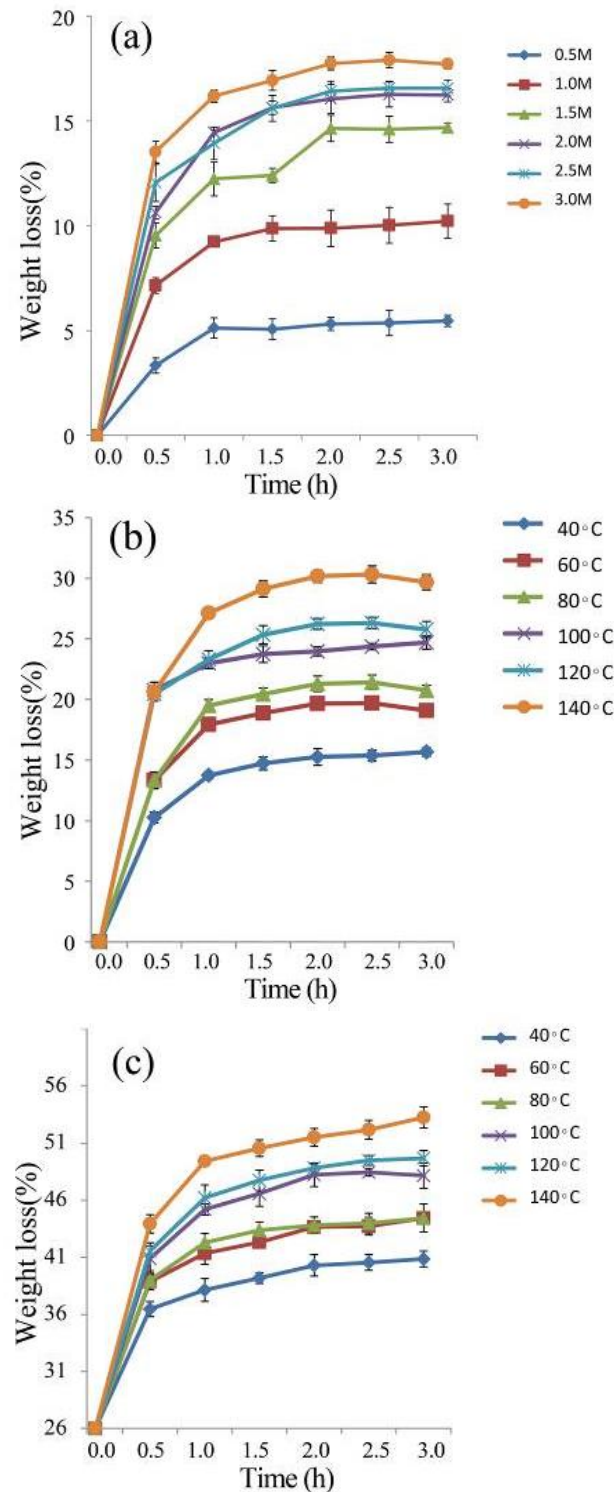 (a)
20
15
10
5
0
Weight loss(%)
0.0 0.5 1.0 1.5 2.0 2.5 3.0
Time (h)
0.5M
1.0M
1.5M
2.0M
2.5M
3.0M
(b)
35
30
25
20
15
10
5
0
Weight loss(%)
0.0 0.5 1.0 1.5 2.0 2.5 3.0
Time (h)
40°C
60°C
80°C
100°C
120°C
140°C
(c)
56
51
46
41
36
31
26
Weight loss(%)
0.0 0.5 1.0 1.5 2.0 2.5 3.0
Time (h)
40°C
60°C
80°C
100°C
120°C
140°C